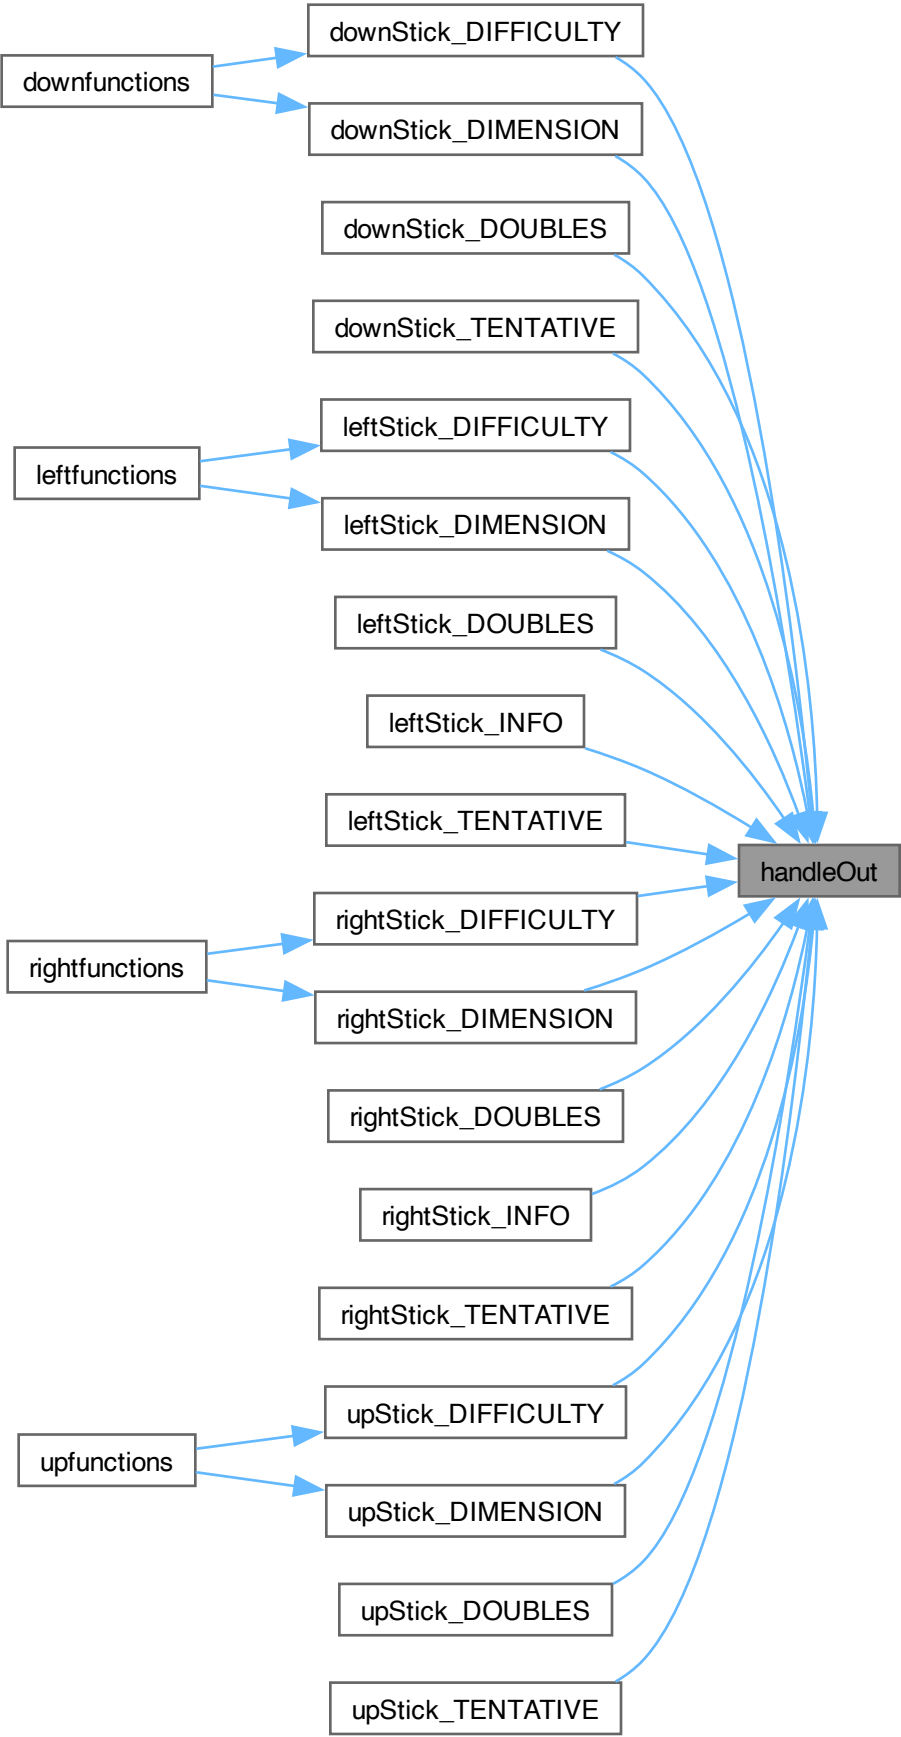 downStick_DIFFICULTY
downfunctions
downStick_DIMENSION
downStick_DOUBLES
downStick_TENTATIVE
leftStick_DIFFICULTY
leftfunctions
leftStick_DIMENSION
leftStick_DOUBLES
leftStick_INFO
leftStick_TENTATIVE
handleOut
rightStick_DIFFICULTY
rightfunctions
rightStick_DIMENSION
rightStick_DOUBLES
rightStick_INFO
rightStick_TENTATIVE
upStick_DIFFICULTY
upfunctions
upStick_DIMENSION
upStick_DOUBLES
upStick_TENTATIVE